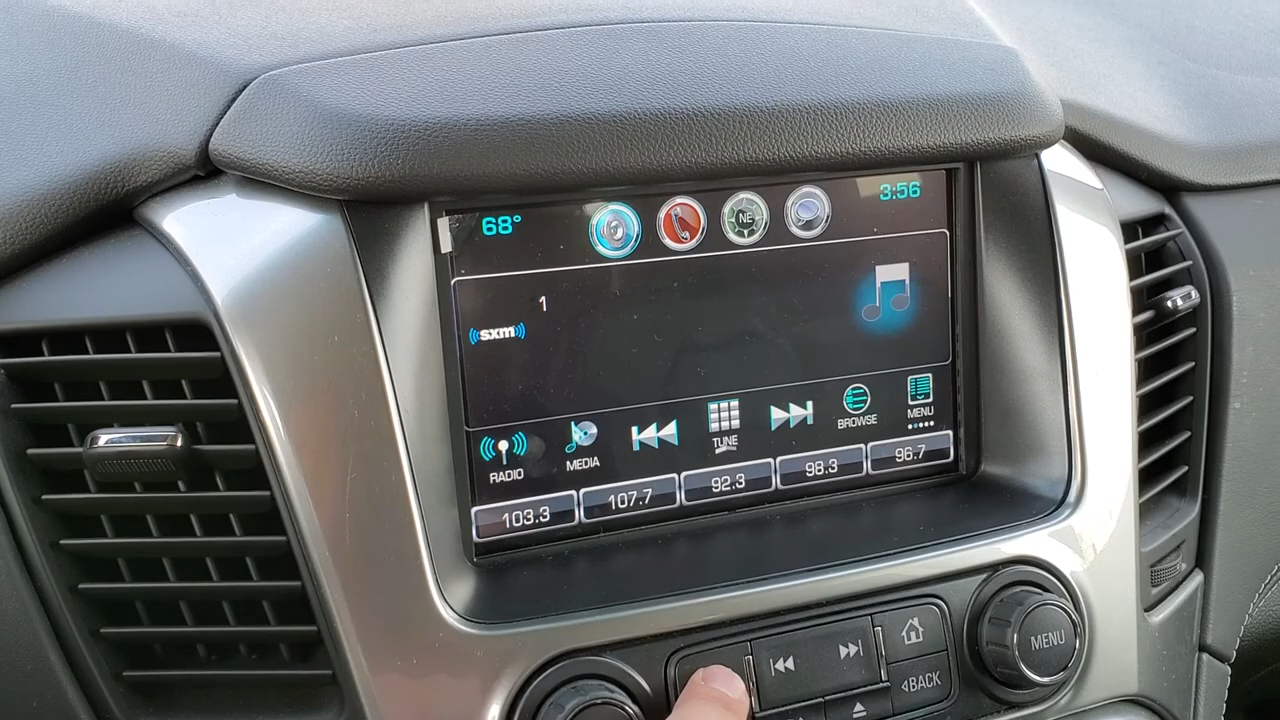 68°
NE
3:56
1
sxm
RADIO
MEDIA
TUNE
BROWSE
MENU
103.3
107.7
92.3
98.3
96.7
MENU
BACK